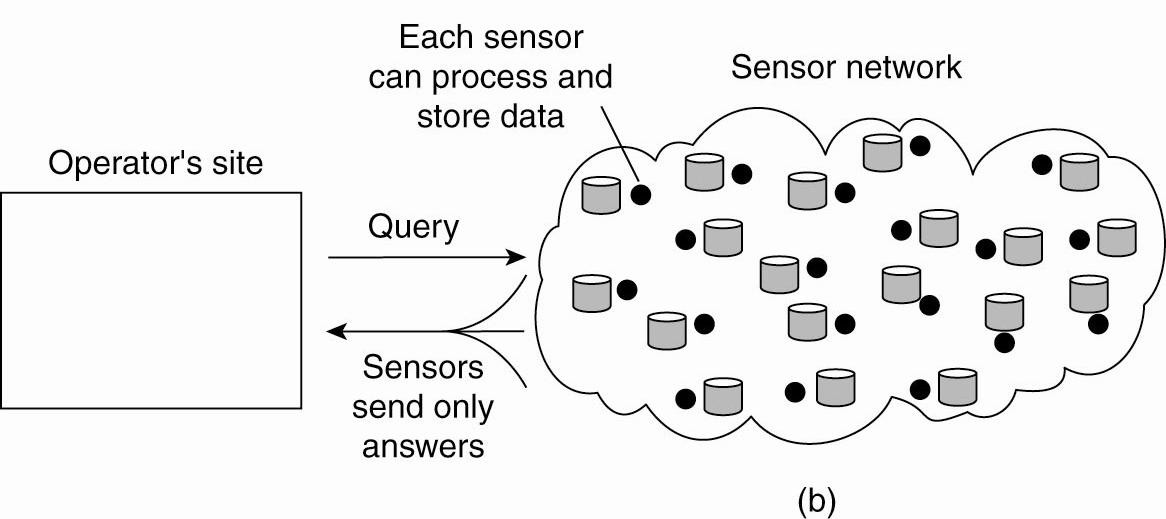 Each sensor
can process and
store data
Sensor network
Operator's site
Query
Sensors
send only
answers
(b)